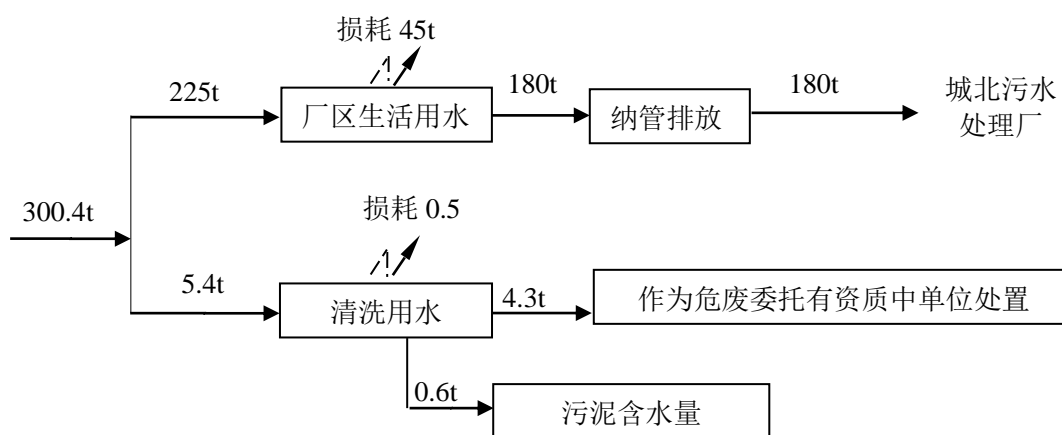 损耗 45t
225t
厂区生活用水
180t
纳管排放
180t
城北污水
处理厂
300.4t
损耗 0.5
5.4t
清洗用水
4.3t
作为危废委托有资质中单位处置
0.6t
污泥含水量